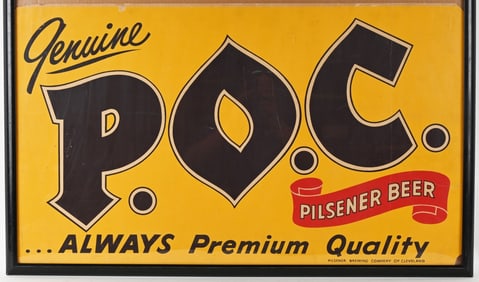 Genuine
P.O.C.
PILSENER BEER
...ALWAYS Premium Quality
PILSENER BREWING COMPANY OF CLEVELAND